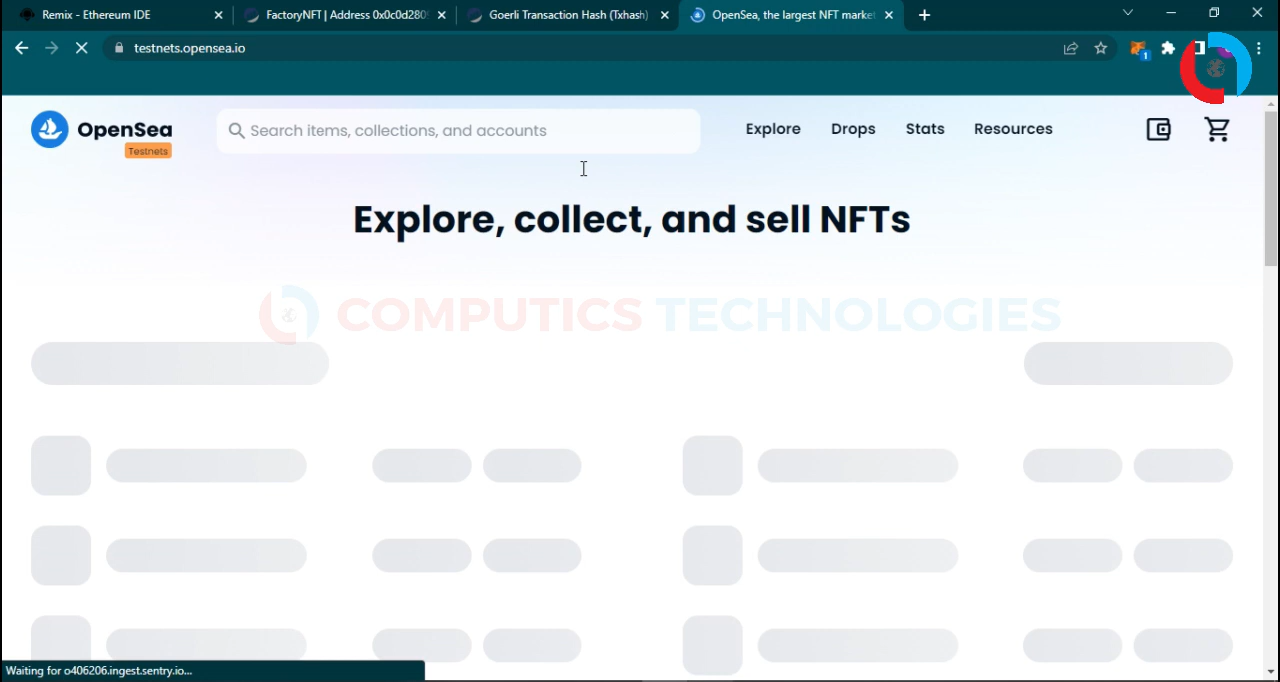 Remix - Ethereum IDE
FactoryNFT | Address 0x0c0d280
Goerli Transaction Hash (Txhash)
OpenSea, the largest NFT market
testnets.opensea.io
1
OpenSea
Testnets
Search items, collections, and accounts
Explore
Drops
Stats
Resources
Explore, collect, and sell NFTs
COMPUTICS TECHNOLOGIES
Waiting for o406206.ingest.sentry.io...